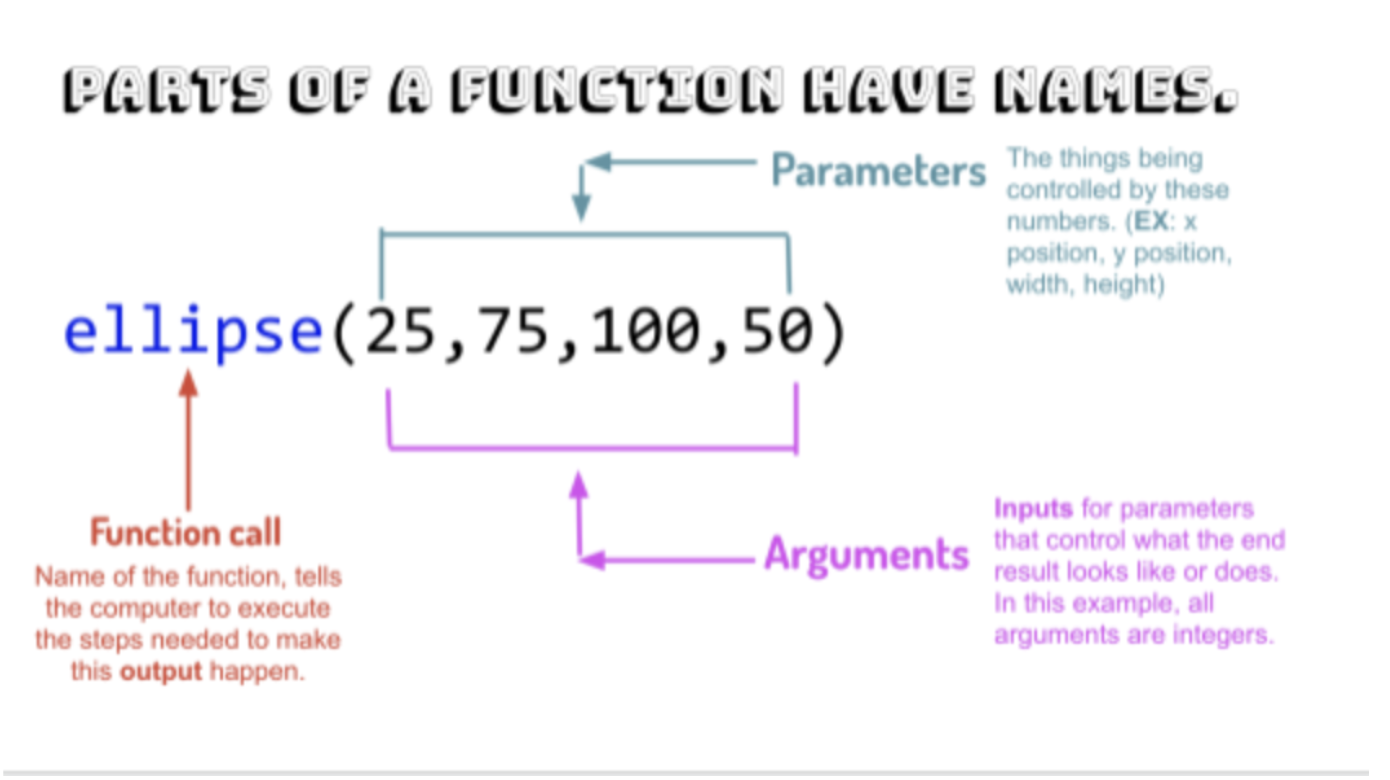 PARTS OF A FUNCTION HAVE NAMES.
Parameters
The things being
controlled by these
numbers. (EX: x
position, y position,
width, height)
ellipse(25,75,100,50)
Function call
Name of the function, tells
the computer to execute
the steps needed to make
this output happen.
Arguments
Inputs for parameters
that control what the end
result looks like or does.
In this example, all
arguments are integers.